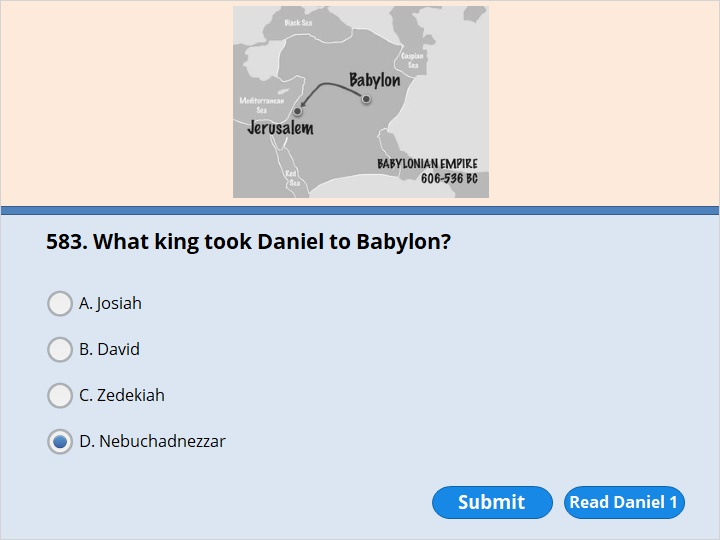 Black Sea
Caspian
Sea
Babylon
Mediterranean
Sea
Jerusalem
BABYLONIAN EMPIRE
606-536 BC
Red
Sea
583. What king took Daniel to Babylon?
A. Josiah
B. David
C. Zedekiah
D. Nebuchadnezzar
Submit
Read Daniel 1